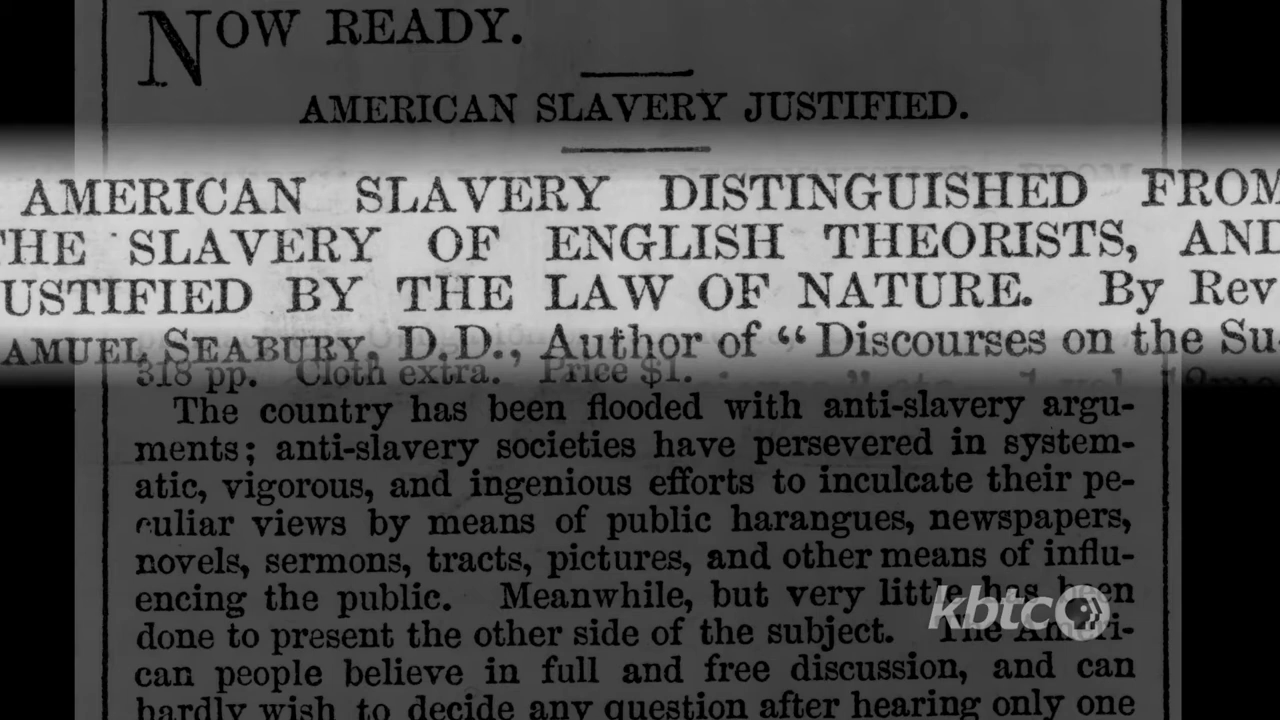 NOW READY.
AMERICAN SLAVERY JUSTIFIED.
AMERICAN SLAVERY DISTINGUISHED FROM
THE SLAVERY OF ENGLISH THEORISTS, AND
USTIFIED BY THE LAW OF NATURE. By Rev
AMUEL SEABURY, D.D., Author of “Discourses on the Su-
318 pp. Cloth extra. Price $1.
The country has been flooded with anti-slavery argu-
ments; anti-slavery societies have persevered in system-
atic, vigorous, and ingenious efforts to inculcate their pe-
culiar views by means of public harangues, newspapers,
novels, sermons, tracts, pictures, and other means of influ-
encing the public. Meanwhile, but very little has been
done to present the other side of the subject. The Ameri-
can people believe in full and free discussion, and can
hardly wish to decide any question after hearing only one
kbtc